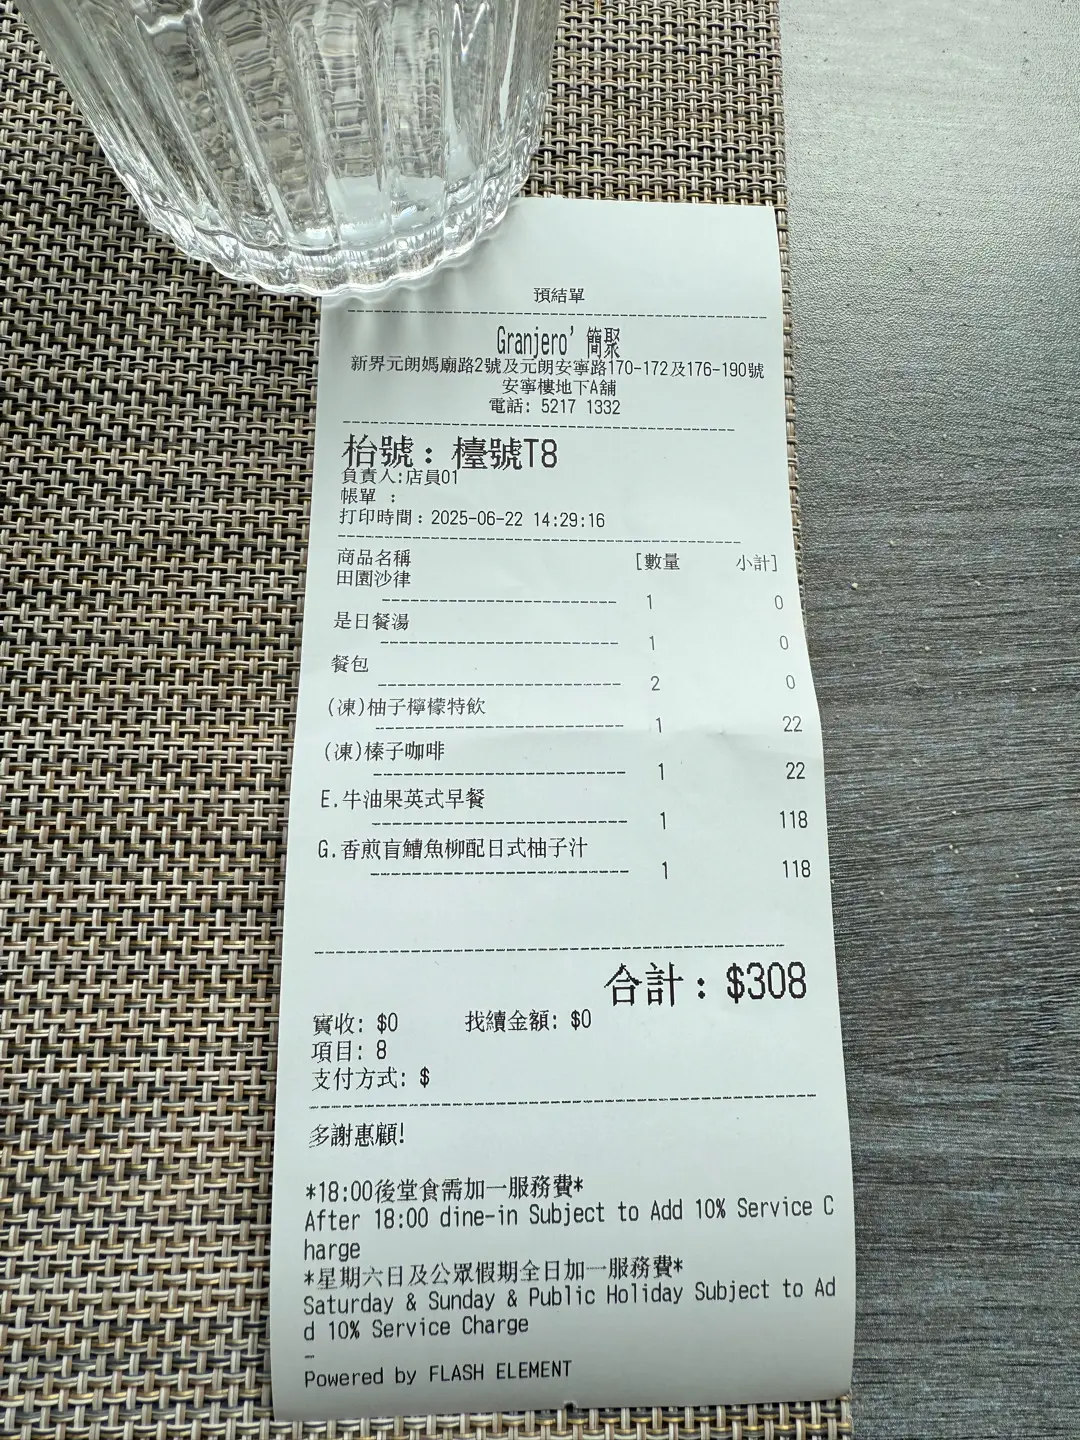 預結單
Granjero’ 簡聚
新界元朗媽廟路2號及元朗安寧路170-172及176-190號
安寧樓地下A舖
電話: 5217 1332
枱號：檯號T8
負責人:店員01
帳單 :
打印時間：2025-06-22 14:29:16
商品名稱 [數量 小計]
田園沙律
1 0
是日餐湯
1 0
餐包
2 0
(凍)柚子檸檬特飲
1 22
(凍)榛子咖啡
1 22
E.牛油果英式早餐
1 118
G.香煎盲鰽魚柳配日式柚子汁
1 118
合計：$308
實收: $0 找續金額: $0
項目: 8
支付方式: $
多謝惠顧!
*18:00後堂食需加一服務費*
After 18:00 dine-in Subject to Add 10% Service C
harge
*星期六日及公眾假期全日加一服務費*
Saturday & Sunday & Public Holiday Subject to Ad
d 10% Service Charge
—
Powered by FLASH ELEMENT